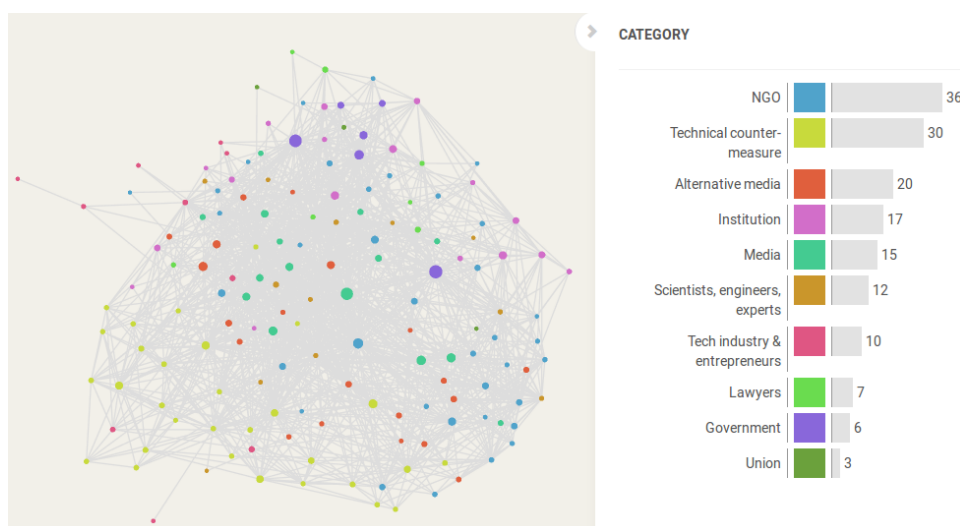 CATEGORY
NGO
36
Technical counter-
measure
30
Alternative media
20
Institution
17
Media
15
Scientists, engineers,
experts
12
Tech industry &
entrepreneurs
10
Lawyers
7
Government
6
Union
3